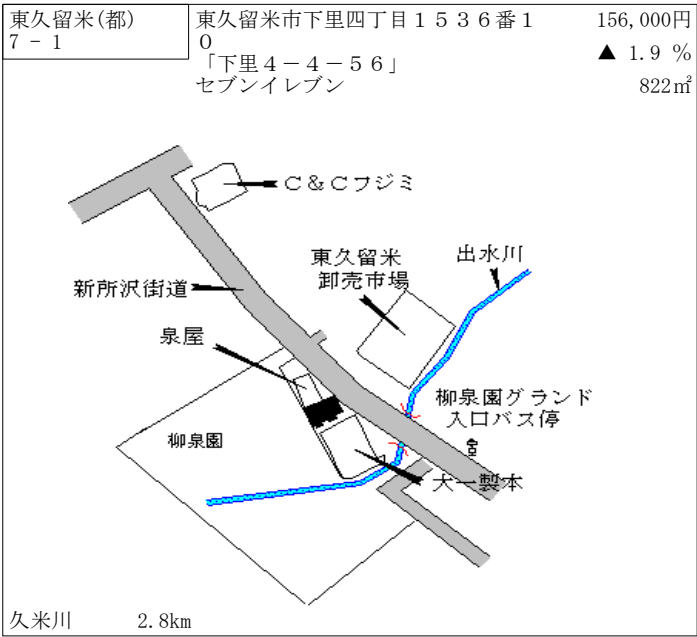 東久留米(都)
7 - 1
東久留米市下里四丁目１５３６番１
０
「下里４－４－５６」
セブンイレブン
156,000円
▲ 1.9 %
822㎡
Ｃ＆Ｃフジミ
東久留米
卸売市場
出水川
新所沢街道
泉屋
柳泉園グランド
入口バス停
柳泉園
大一製本
久米川 2.8km